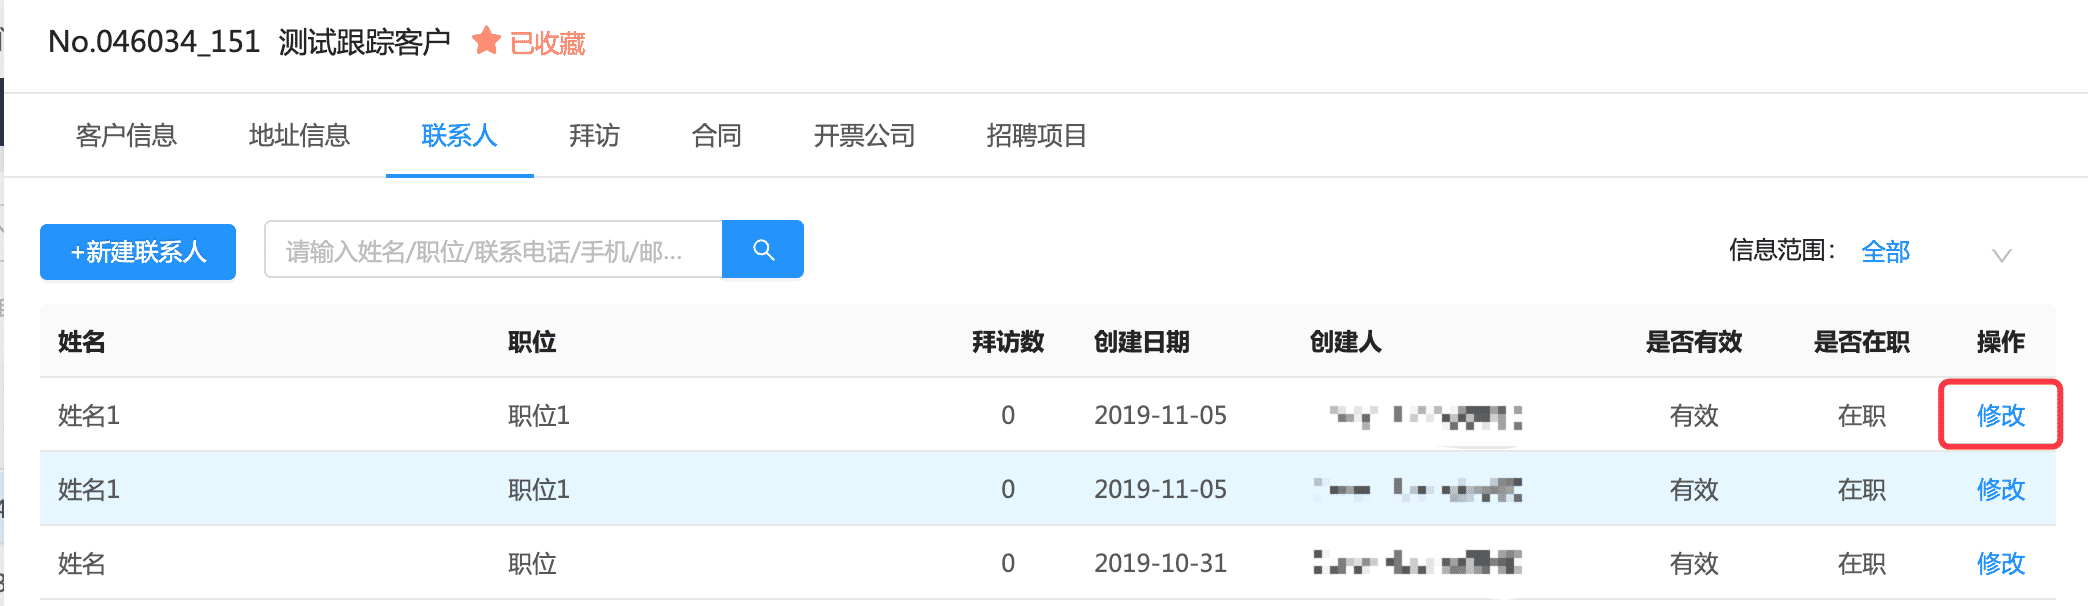 No.046034_151 测试跟踪客户 已收藏
客户信息 地址信息 联系人 拜访 合同 开票公司 招聘项目
+新建联系人 请输入姓名/职位/联系电话/手机/邮... 信息范围： 全部
姓名 职位 拜访数 创建日期 创建人 是否有效 是否在职 操作
姓名1 职位1 0 2019-11-05 有效 在职 修改
姓名1 职位1 0 2019-11-05 有效 在职 修改
姓名 职位 0 2019-10-31 有效 在职 修改